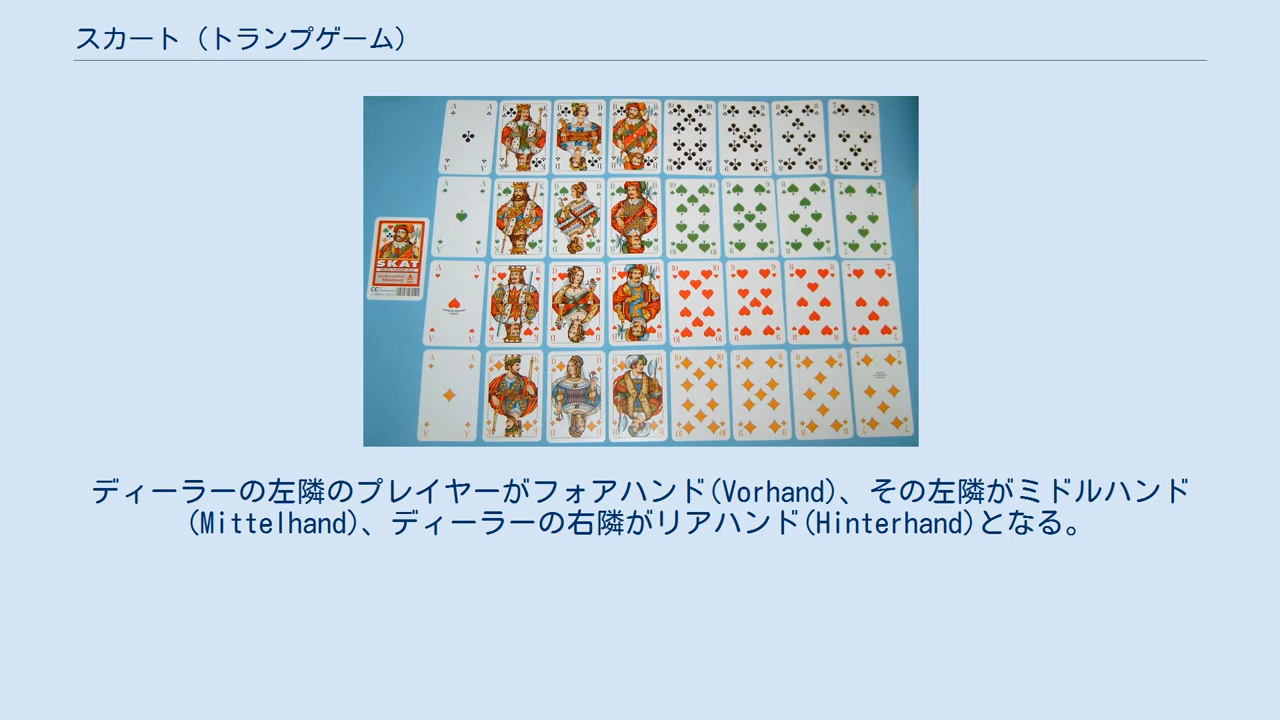 スカート（トランプゲーム）
SKAT
ディーラーの左隣のプレイヤーがフォアハンド(Vorhand)、その左隣がミドルハンド
(Mittelhand)、ディーラーの右隣がリアハンド(Hinterhand)となる。